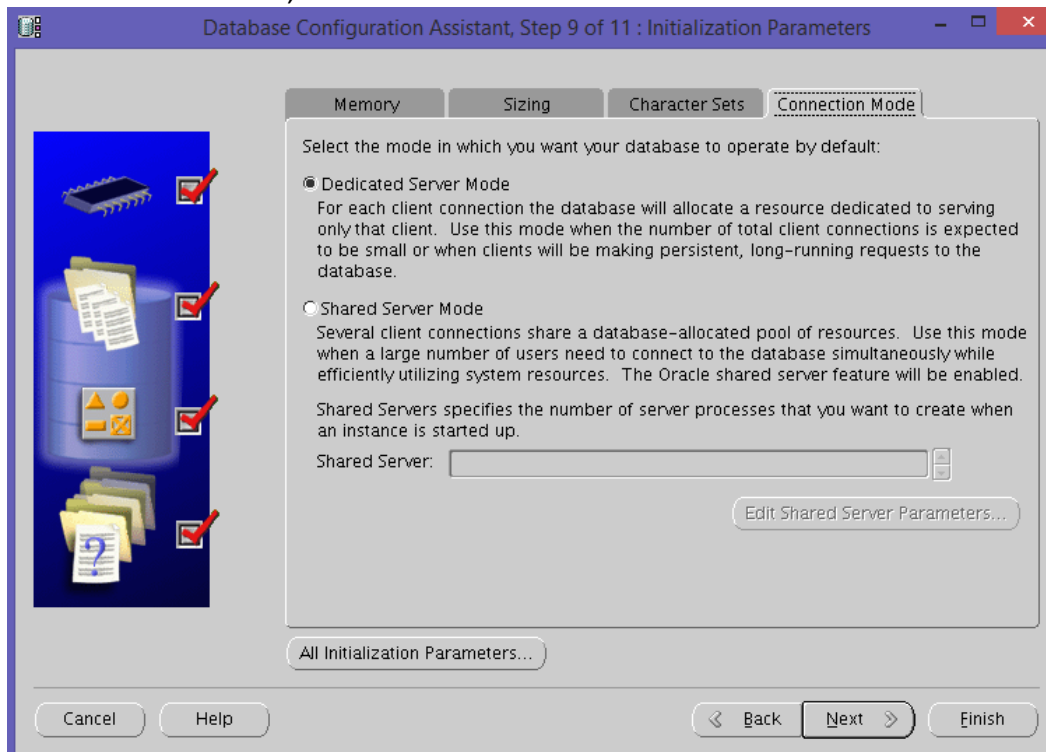 Database Configuration Assistant, Step 9 of 11 : Initialization Parameters
Memory Sizing Character Sets Connection Mode
Select the mode in which you want your database to operate by default:
Dedicated Server Mode
For each client connection the database will allocate a resource dedicated to serving
only that client. Use this mode when the number of total client connections is expected
to be small or when clients will be making persistent, long-running requests to the
database.
Shared Server Mode
Several client connections share a database-allocated pool of resources. Use this mode
when a large number of users need to connect to the database simultaneously while
efficiently utilizing system resources. The Oracle shared server feature will be enabled.
Shared Servers specifies the number of server processes that you want to create when
an instance is started up.
Shared Server:
Edit Shared Server Parameters...
?
All Initialization Parameters...
Cancel Help Back Next Finish